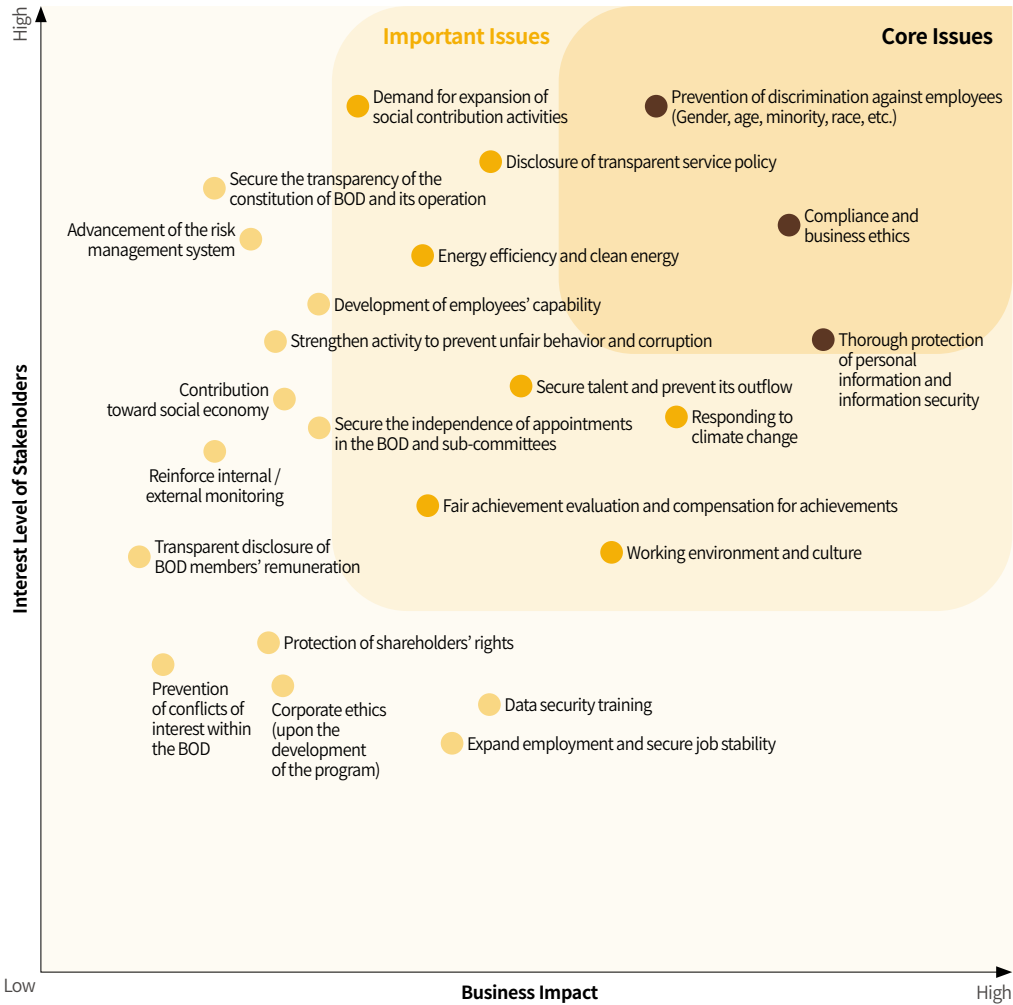 High
Important Issues
Core Issues
Demand for expansion of
social contribution activities
Prevention of discrimination against employees
(Gender, age, minority, race, etc.)
Disclosure of transparent service policy
Secure the transparency of the
constitution of BOD and its operation
Compliance and
business ethics
Advancement of the risk
management system
Energy efficiency and clean energy
Development of employees’ capability
Strengthen activity to prevent unfair behavior and corruption
Thorough protection
of personal
information and
information security
Secure talent and prevent its outflow
Contribution
toward social economy
Responding to
climate change
Secure the independence of appointments
in the BOD and sub-committees
Reinforce internal /
external monitoring
Fair achievement evaluation and compensation for achievements
Transparent disclosure of
BOD members’ remuneration
Working environment and culture
Interest Level of Stakeholders
Protection of shareholders’ rights
Prevention
of conflicts of
interest within
the BOD
Corporate ethics
(upon the
development
of the program)
Data security training
Expand employment and secure job stability
Low
Business Impact
High